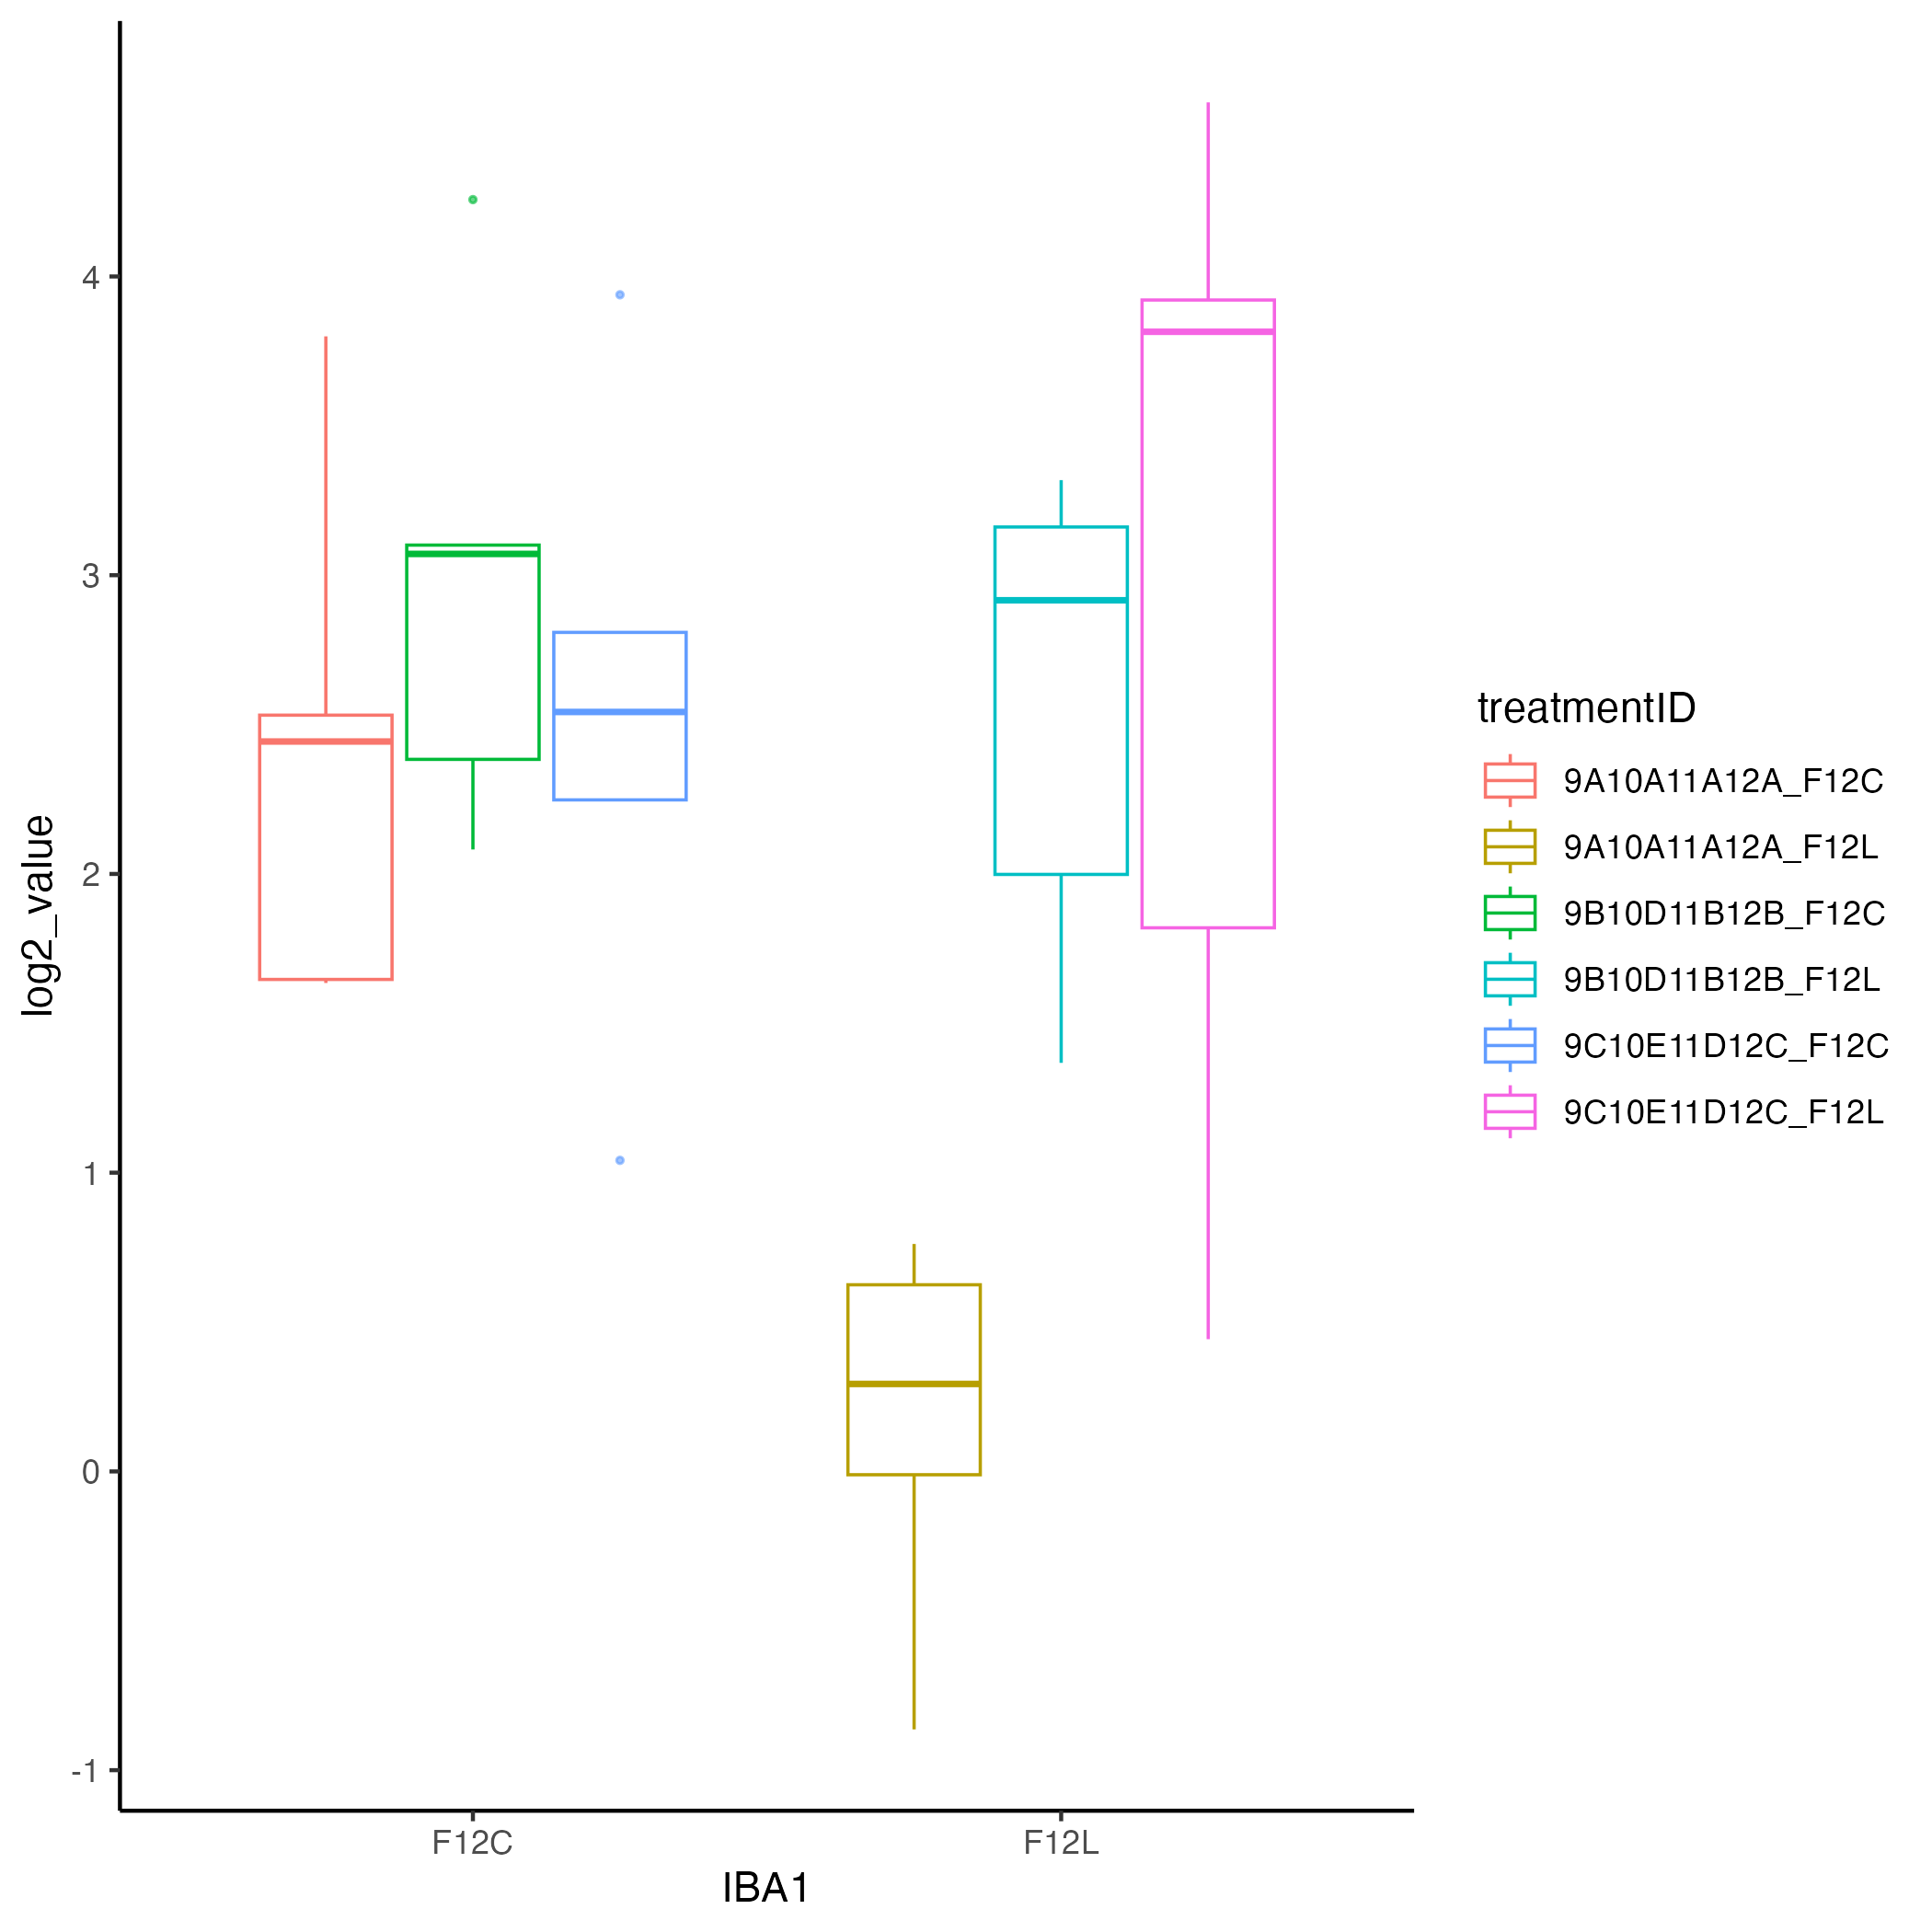 log2_value
4
3
2
1
0
-1
F12C
F12L
IBA1
treatmentID
9A10A11A12A_F12C
9A10A11A12A_F12L
9B10D11B12B_F12C
9B10D11B12B_F12L
9C10E11D12C_F12C
9C10E11D12C_F12L